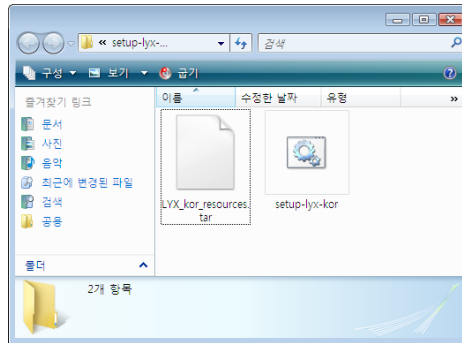 « setup-lyx-...
검색
구성 보기 굽기
즐겨찾기 링크
문서
사진
음악
최근에 변경된 파일
검색
공용
폴더
이름 수정한 날짜 유형 »
LYX_kor_resources.
tar
setup-lyx-kor
2개 항목